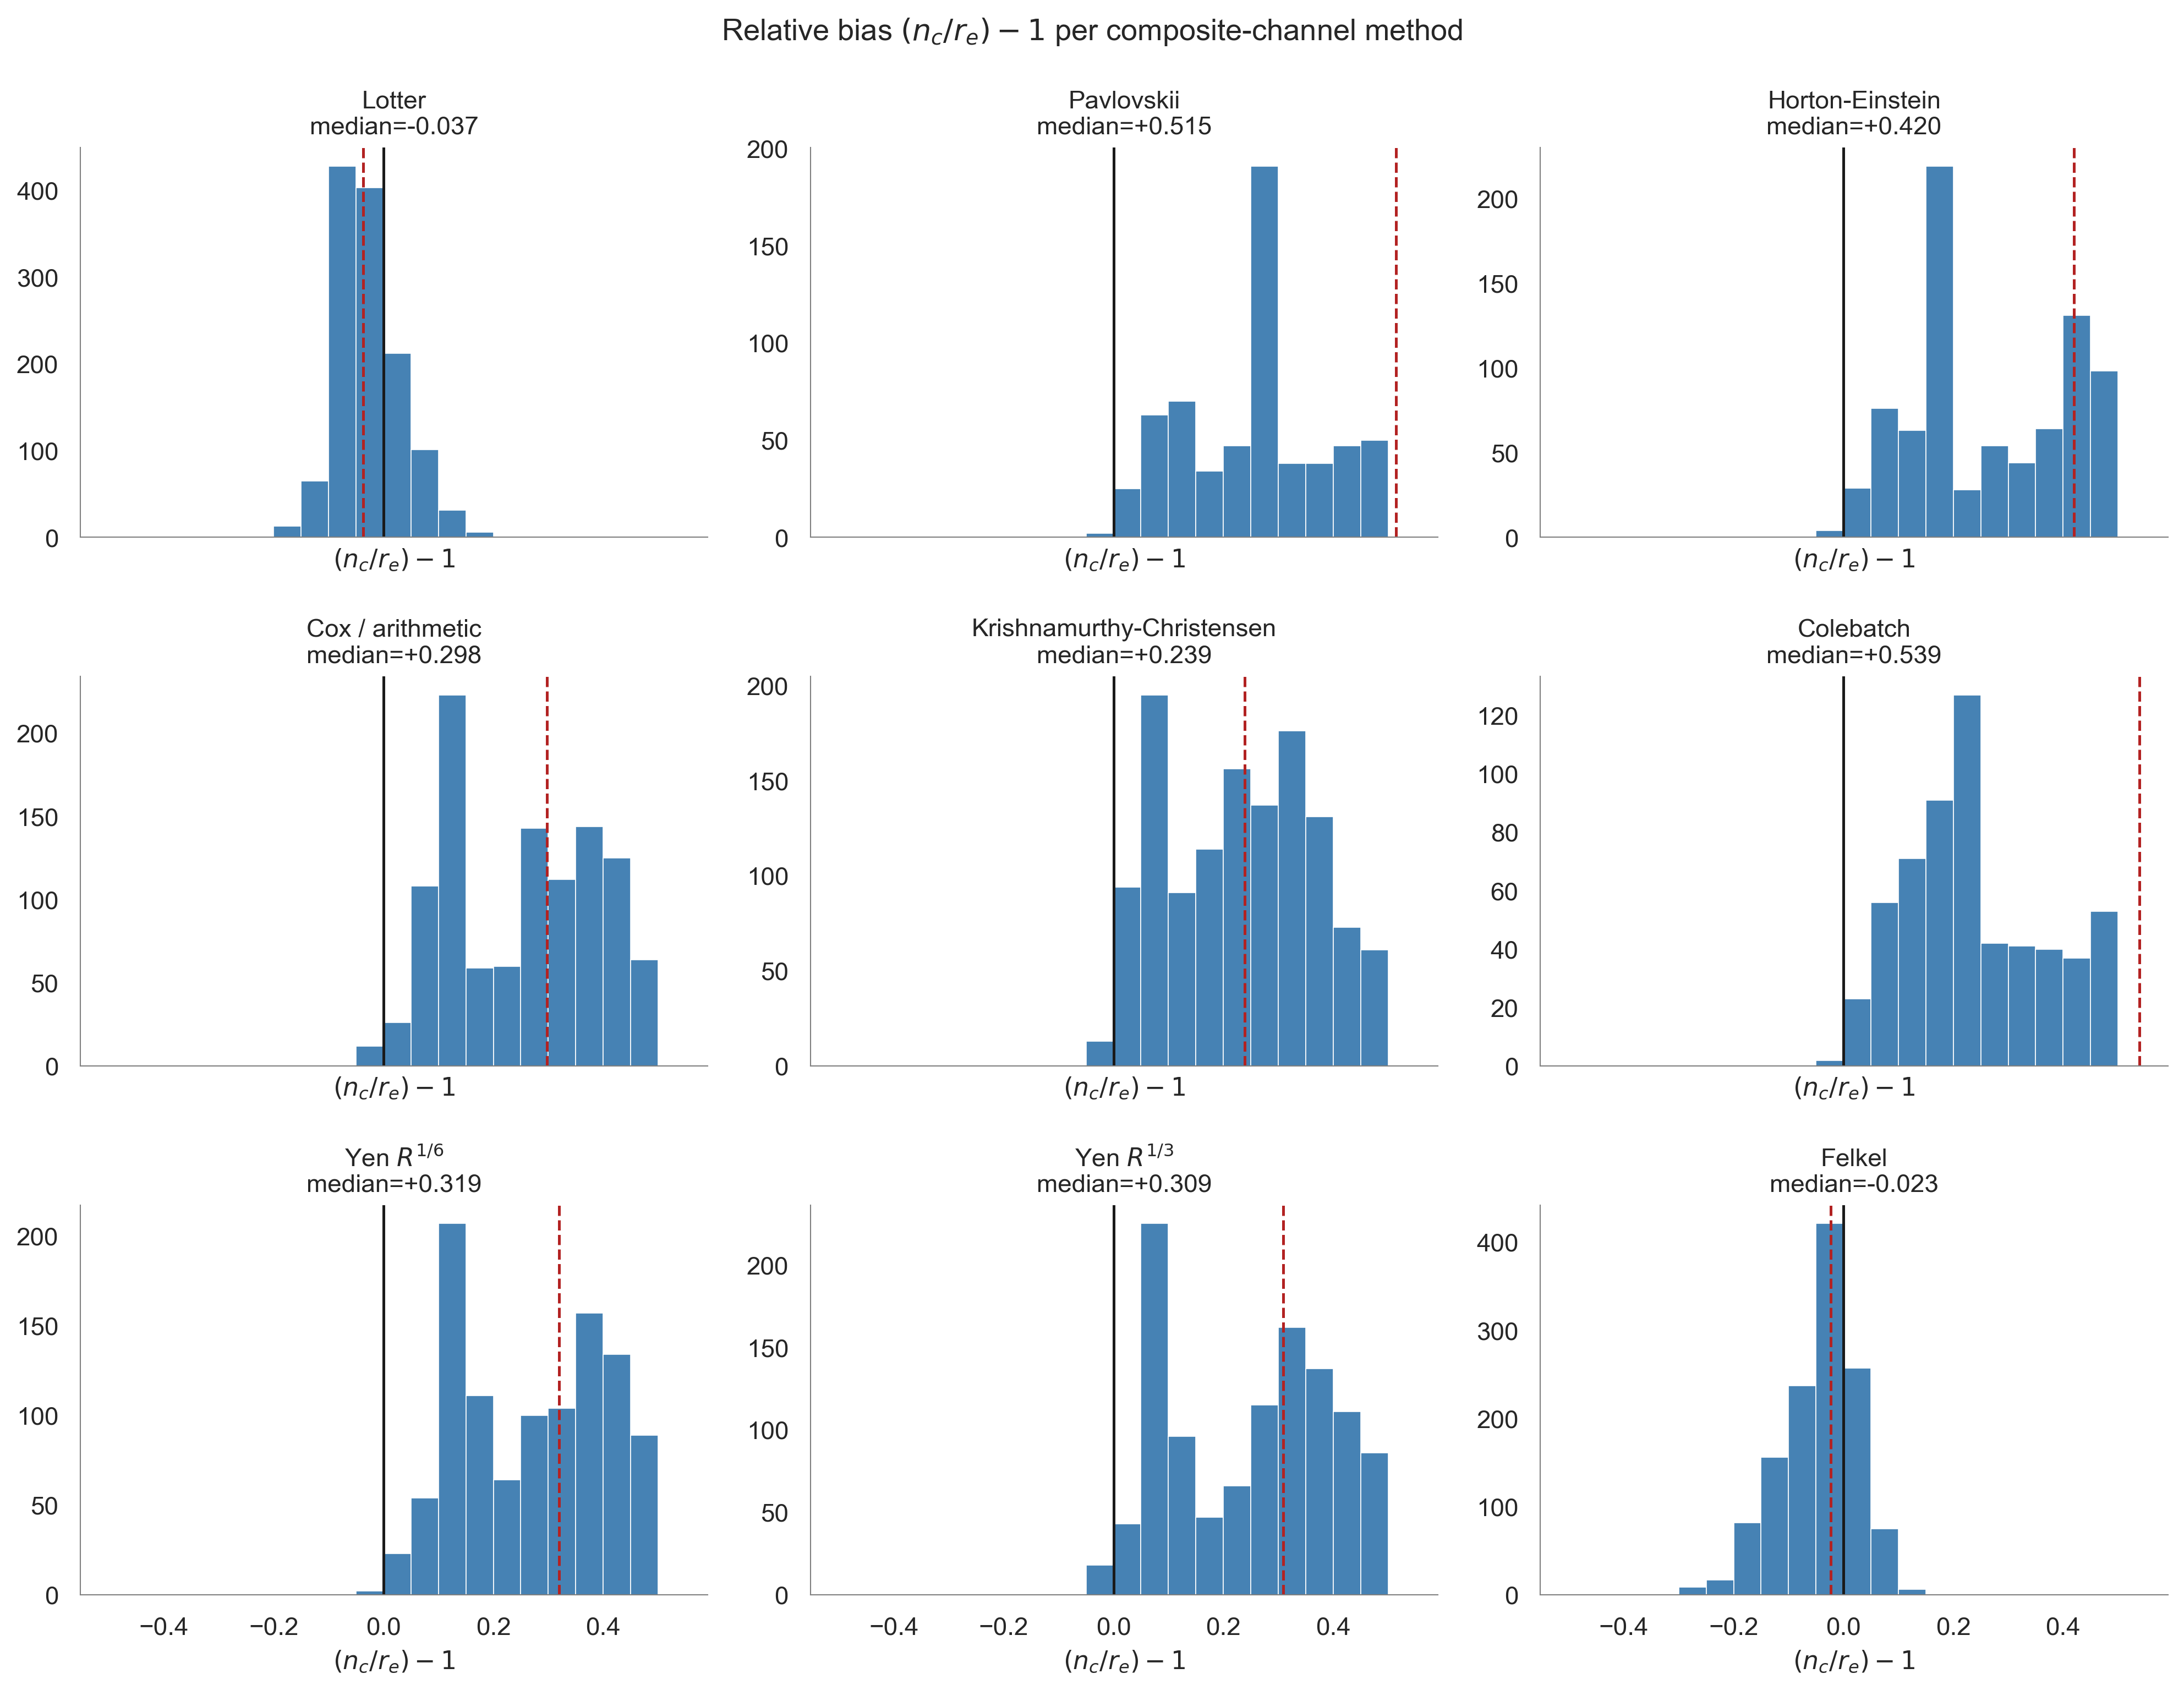 Relative bias (n_c/r_e) − 1 per composite-channel method
Lotter
median=-0.037
400
300
200
100
0
(n_c/r_e) − 1
Pavlovskii
median=+0.515
200
150
100
50
0
(n_c/r_e) − 1
Horton-Einstein
median=+0.420
200
150
100
50
0
(n_c/r_e) − 1
Cox / arithmetic
median=+0.298
200
150
100
50
0
(n_c/r_e) − 1
Krishnamurthy-Christensen
median=+0.239
200
150
100
50
0
(n_c/r_e) − 1
Colebatch
median=+0.539
120
100
80
60
40
20
0
(n_c/r_e) − 1
Yen R^{1/6}
median=+0.319
200
150
100
50
0
−0.4 −0.2 0.0 0.2 0.4
(n_c/r_e) − 1
Yen R^{1/3}
median=+0.309
200
150
100
50
0
−0.4 −0.2 0.0 0.2 0.4
(n_c/r_e) − 1
Felkel
median=-0.023
400
300
200
100
0
−0.4 −0.2 0.0 0.2 0.4
(n_c/r_e) − 1